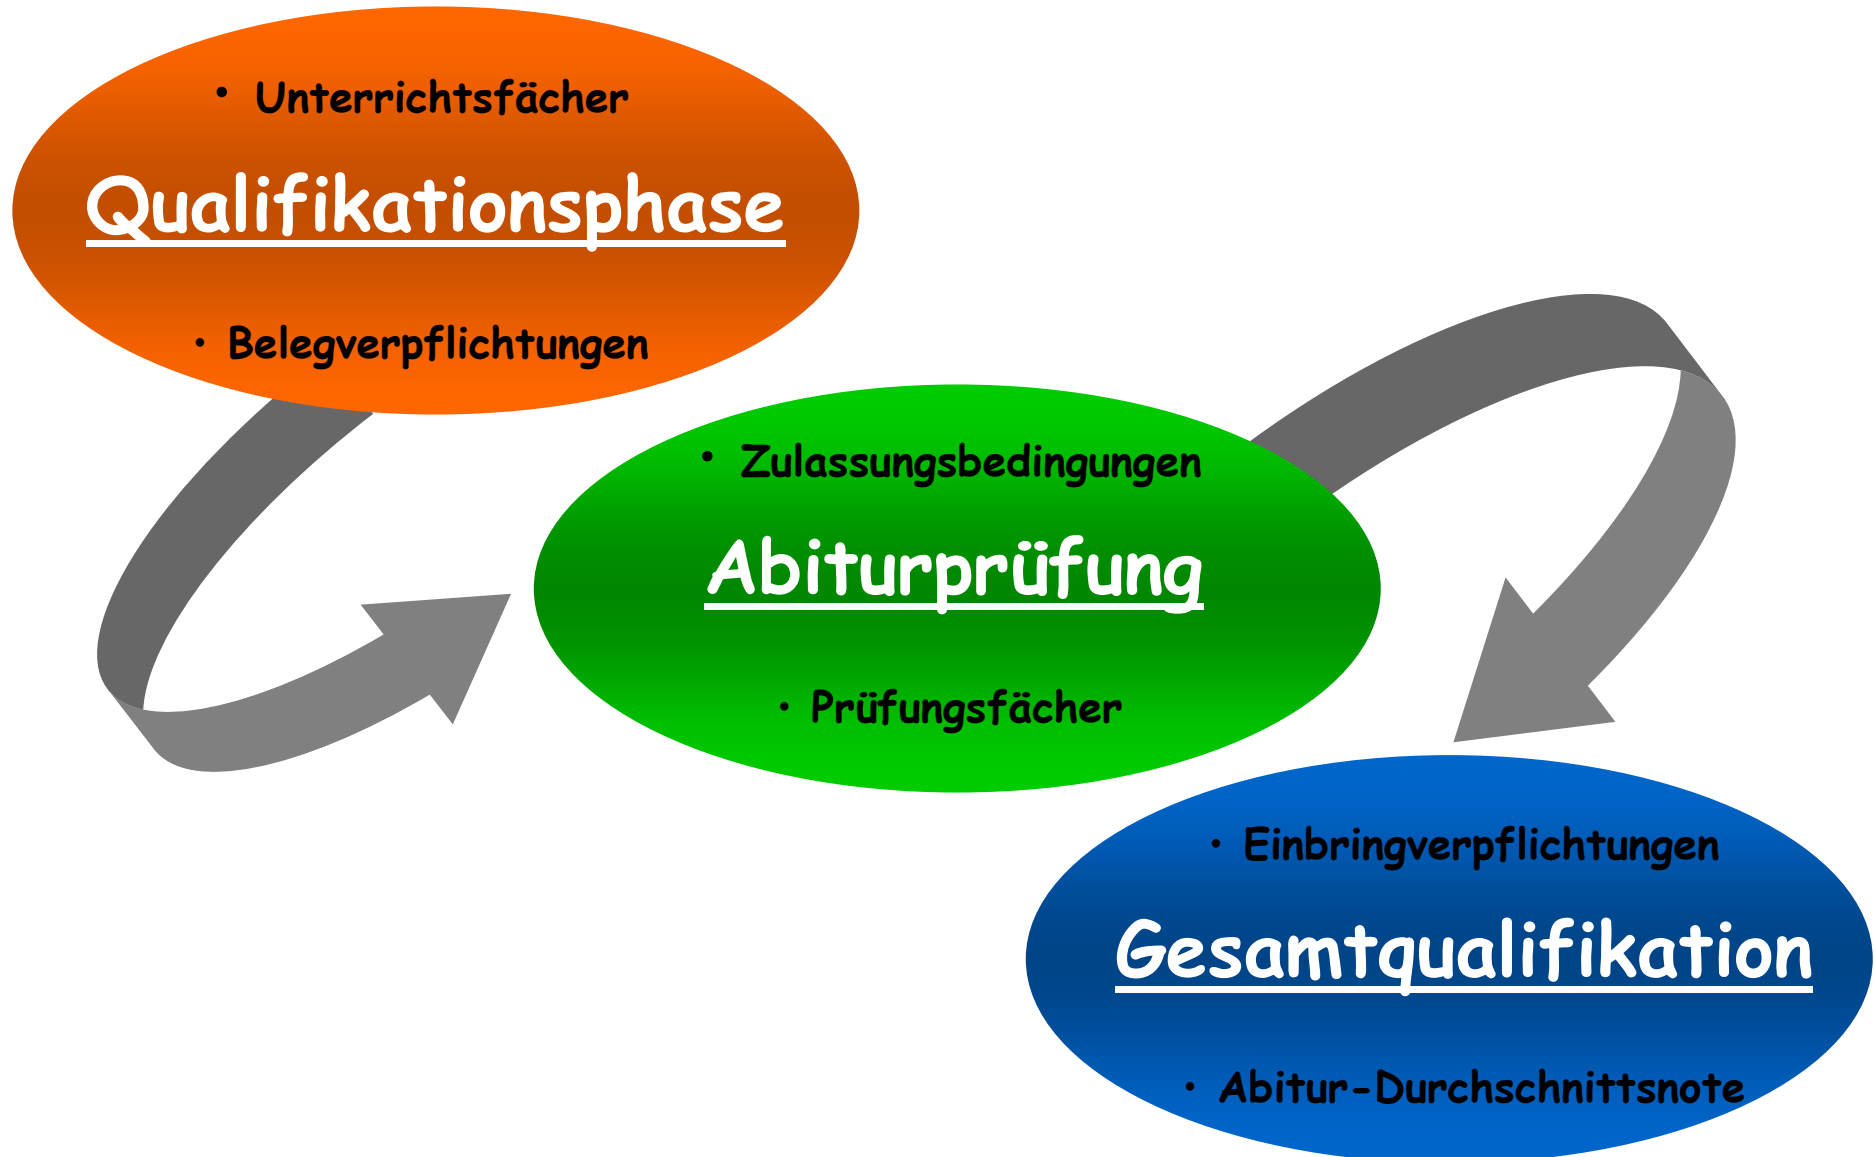 • Unterrichtsfächer
Qualifikationsphase
• Belegverpflichtungen
• Zulassungsbedingungen
Abiturprüfung
• Prüfungsfächer
• Einbringverpflichtungen
Gesamtqualifikation
• Abitur-Durchschnittsnote